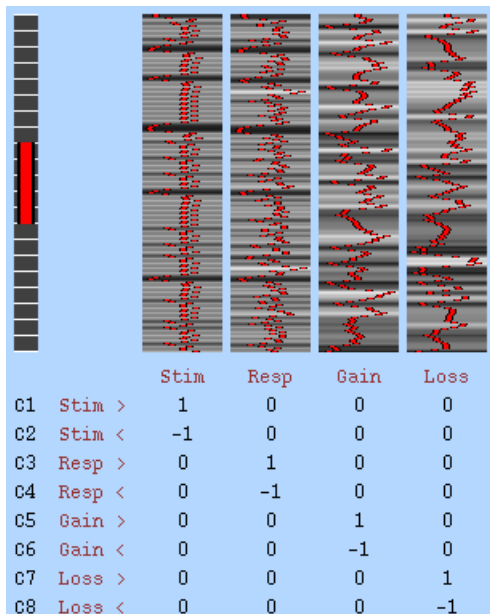 Stim Resp Gain Loss
C1 Stim > 1 0 0 0
C2 Stim < -1 0 0 0
C3 Resp > 0 1 0 0
C4 Resp < 0 -1 0 0
C5 Gain > 0 0 1 0
C6 Gain < 0 0 -1 0
C7 Loss > 0 0 0 1
C8 Loss < 0 0 0 -1